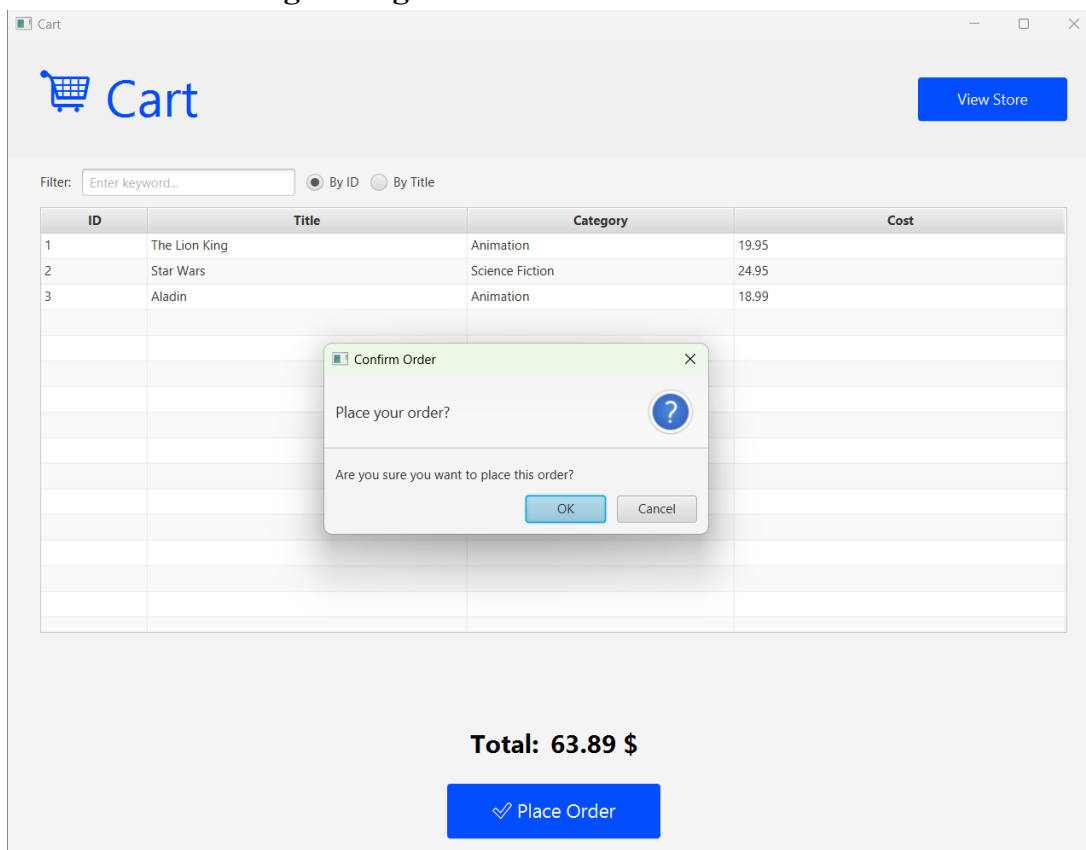 Cart
Cart
View Store
Filter: Enter keyword... By ID By Title
ID Title Category Cost
1 The Lion King Animation 19.95
2 Star Wars Science Fiction 24.95
3 Aladin Animation 18.99
Confirm Order
Place your order?
?
Are you sure you want to place this order?
OK Cancel
Total: 63.89 $
Place Order